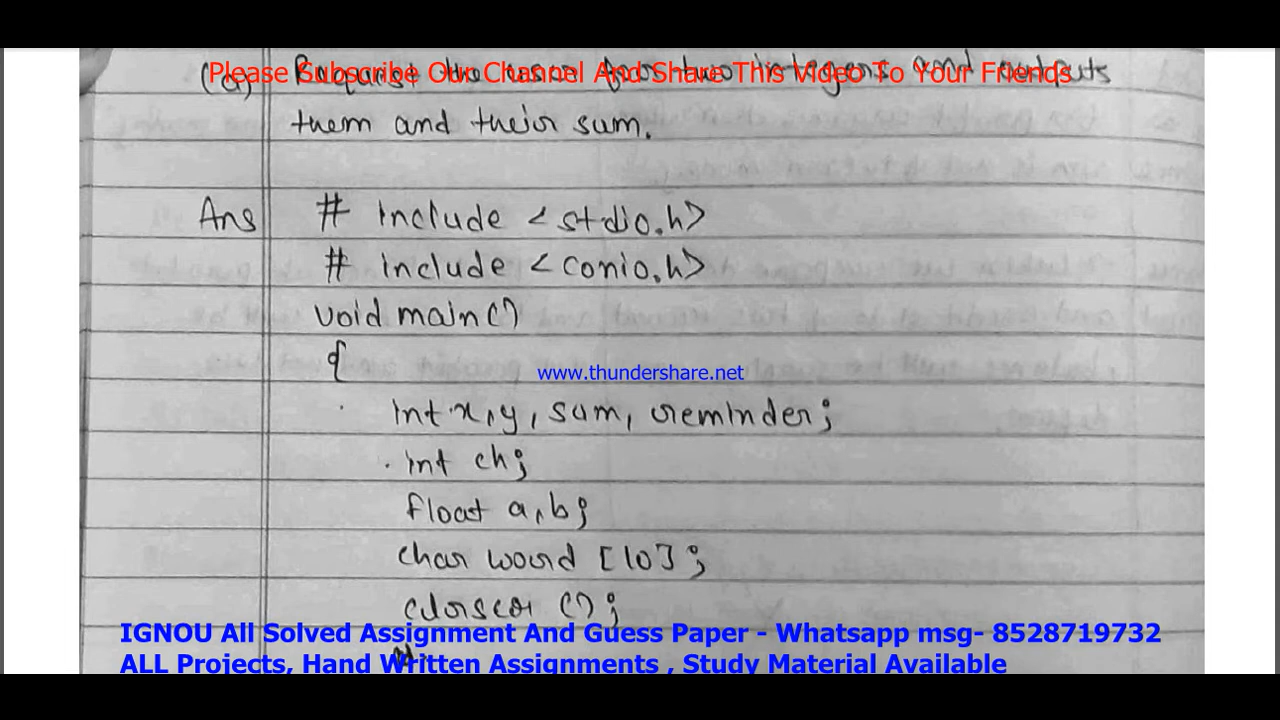 Please Subscribe Our Channel And Share This Video To Your Friends
them and their sum.
Ans # include <stdio.h>
# include <conio.h>
void main()
{
www.thundershare.net
int x, y, sum, reminder;
int ch;
float a, b;
char word [10];
clrscr ();
IGNOU All Solved Assignment And Guess Paper - Whatsapp msg- 8528719732
ALL Projects, Hand Written Assignments , Study Material Available